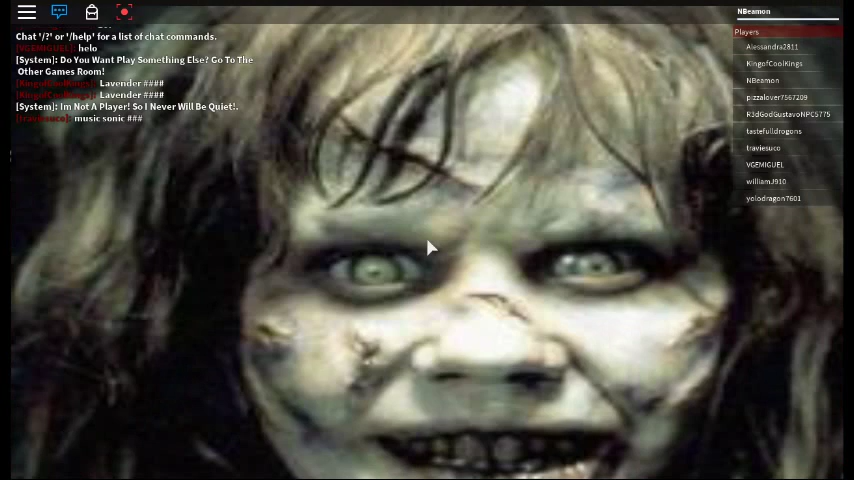 Chat '/?' or '/help' for a list of chat commands.
[VGEMIGUEL]: helo
[System]: Do You Want Play Something Else? Go To The
Other Games Room!
[KingofCoolKings]: Lavender ####
[KingofCoolKings]: Lavender ####
[System]: Im Not A Player! So I Never Will Be Quiet!.
[traviesuco]: music sonic ###
NBeamon
Players
Alessandra2811
KingofCoolKings
NBeamon
pizzalover7567209
R3dGodGustavoNPC5775
tastefulldrogons
traviesuco
VGEMIGUEL
williamJ910
yolodragon7601